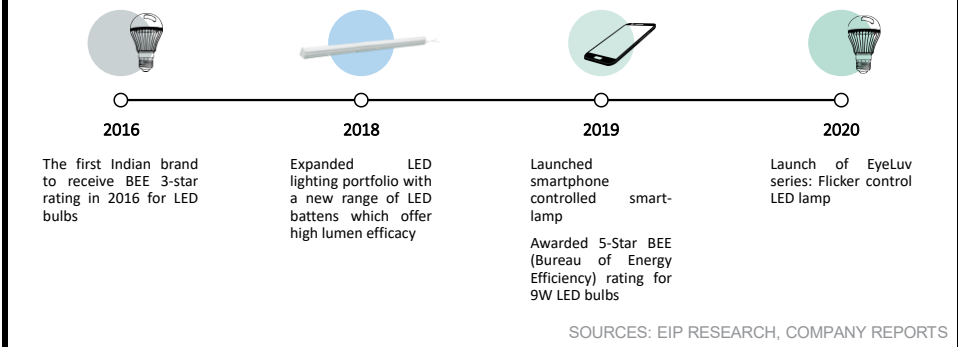 2016
The first Indian brand
to receive BEE 3-star
rating in 2016 for LED
bulbs
2018
Expanded LED
lighting portfolio with
a new range of LED
battens which offer
high lumen efficacy
2019
Launched
smartphone
controlled smart-
lamp
Awarded 5-Star BEE
(Bureau of Energy
Efficiency) rating for
9W LED bulbs
2020
Launch of EyeLuv
series: Flicker control
LED lamp
SOURCES: EIP RESEARCH, COMPANY REPORTS